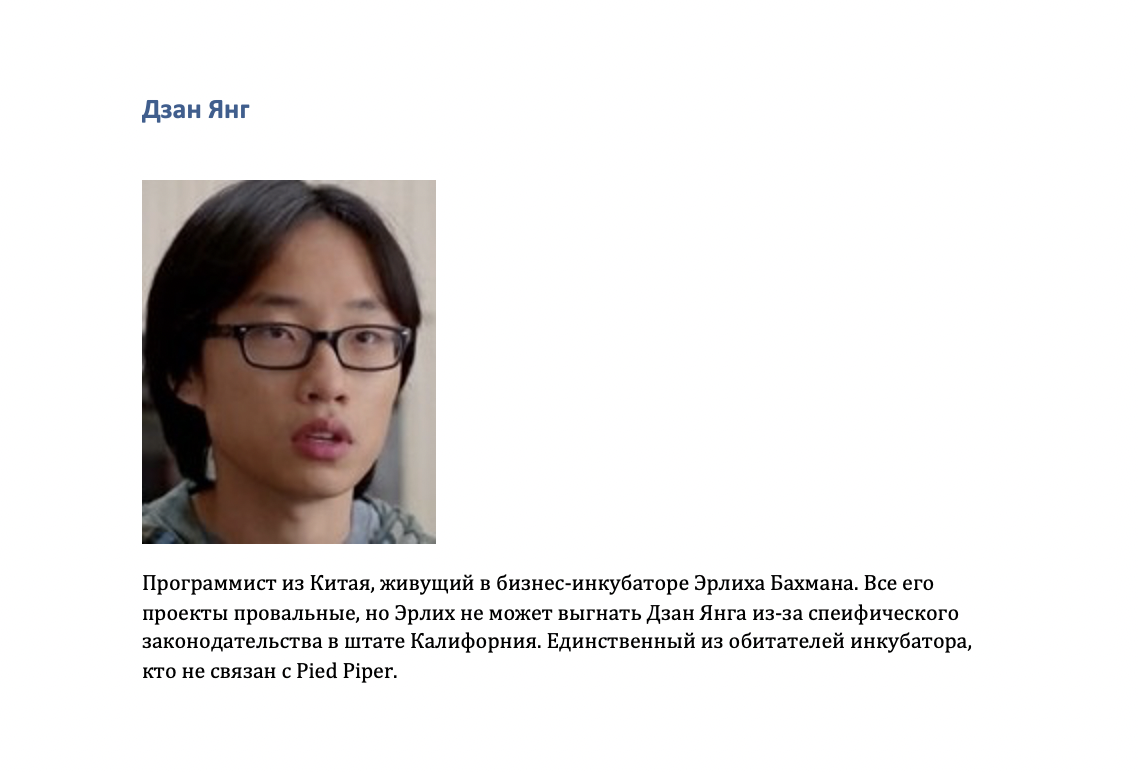 Дзан Янг
Программист из Китая, живущий в бизнес-инкубаторе Эрлиха Бахмана. Все его
проекты провальные, но Эрлих не может выгнать Дзан Янга из-за спеифического
законодательства в штате Калифорния. Единственный из обитателей инкубатора,
кто не связан с Pied Piper.